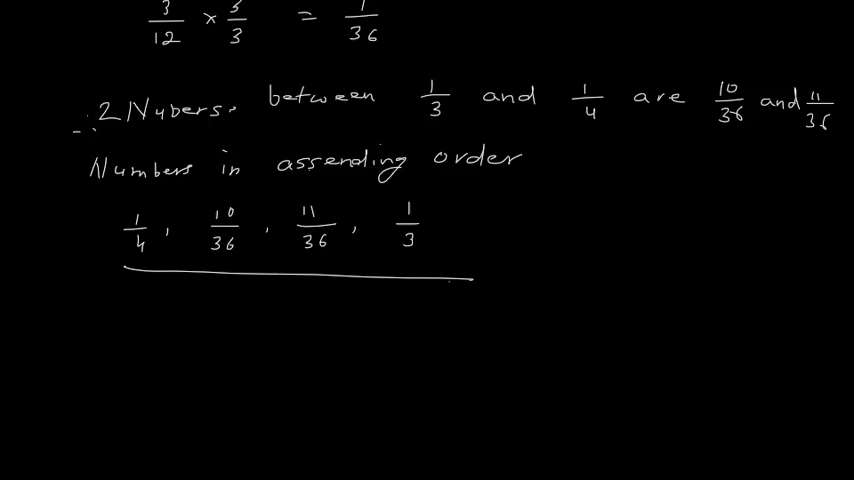 3/12 × 3/3 = 1/36
∴ 2 Nubers. between 1/3 and 1/4 are 10/36 and 11/36
Numbers in assending order
1/4, 10/36, 11/36, 1/3